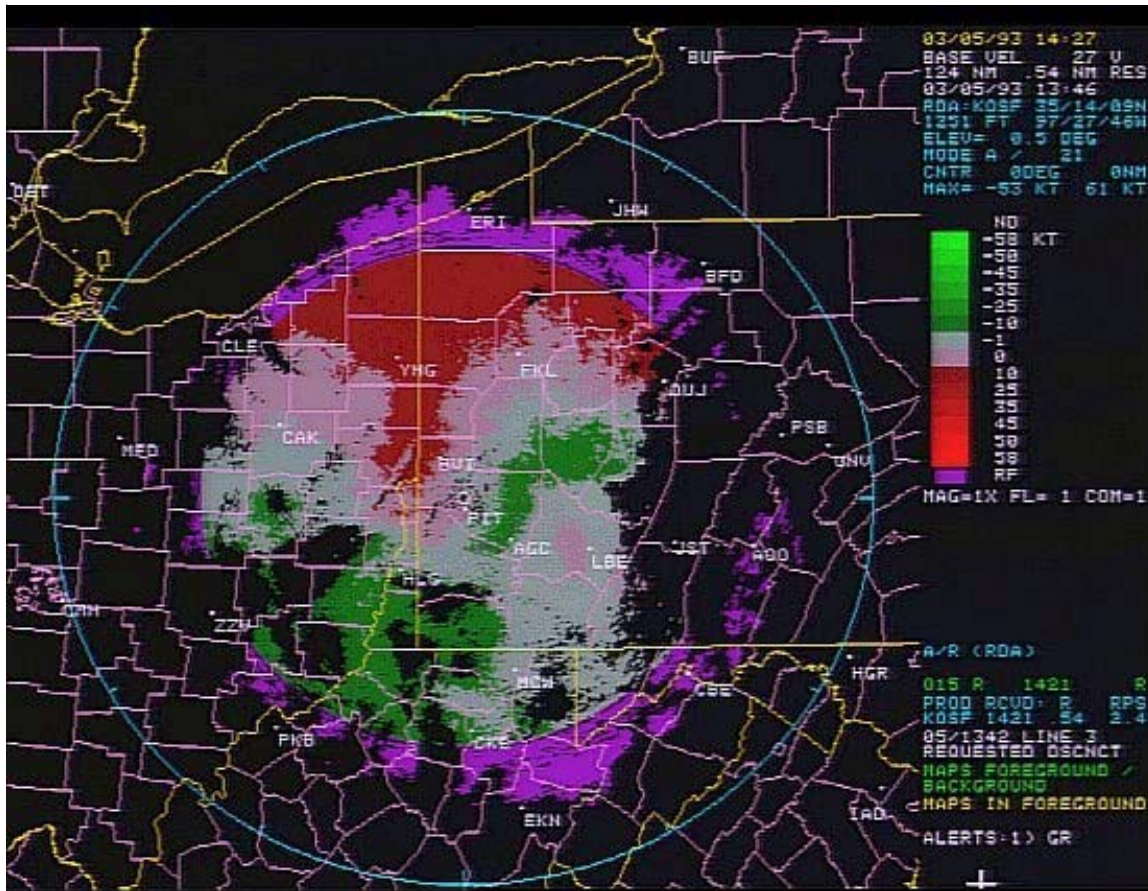 03/05/93 14:27
BASE VEL 27 V
124 NM .54 NM RES
03/05/93 13:46
RDA:KOSF 35/14/09N
1251 FT 97/27/46W
ELEV= 0.5 DEG
MODE A / 21
CNTR 0DEG 0NM
MAX= -53 KT 61 KT
ND
-58 KT
-50
-45
-35
-25
-10
-1
0
10
25
35
45
50
58
RF
MAG=1X FL= 1 COM=1
A/R (RDA)
015 R 1421 R
PROD RCVD: R RPS
KOSF 1421 .54
05/1342 LINE 3
REQUESTED DSCNCT
MAPS FOREGROUND /
BACKGROUND
MAPS IN FOREGROUND
ALERTS:1) GR
BUF
DET
ERI
JHW
BFD
CLE
YNG
FKL
DUJ
CAK
PSB
MFD
UNV
BVI
PIT
AGC
LBE
JST
AOO
HLG
CMH
ZZV
MGW
CBE
HGR
PKB
CKB
EKN
IAD